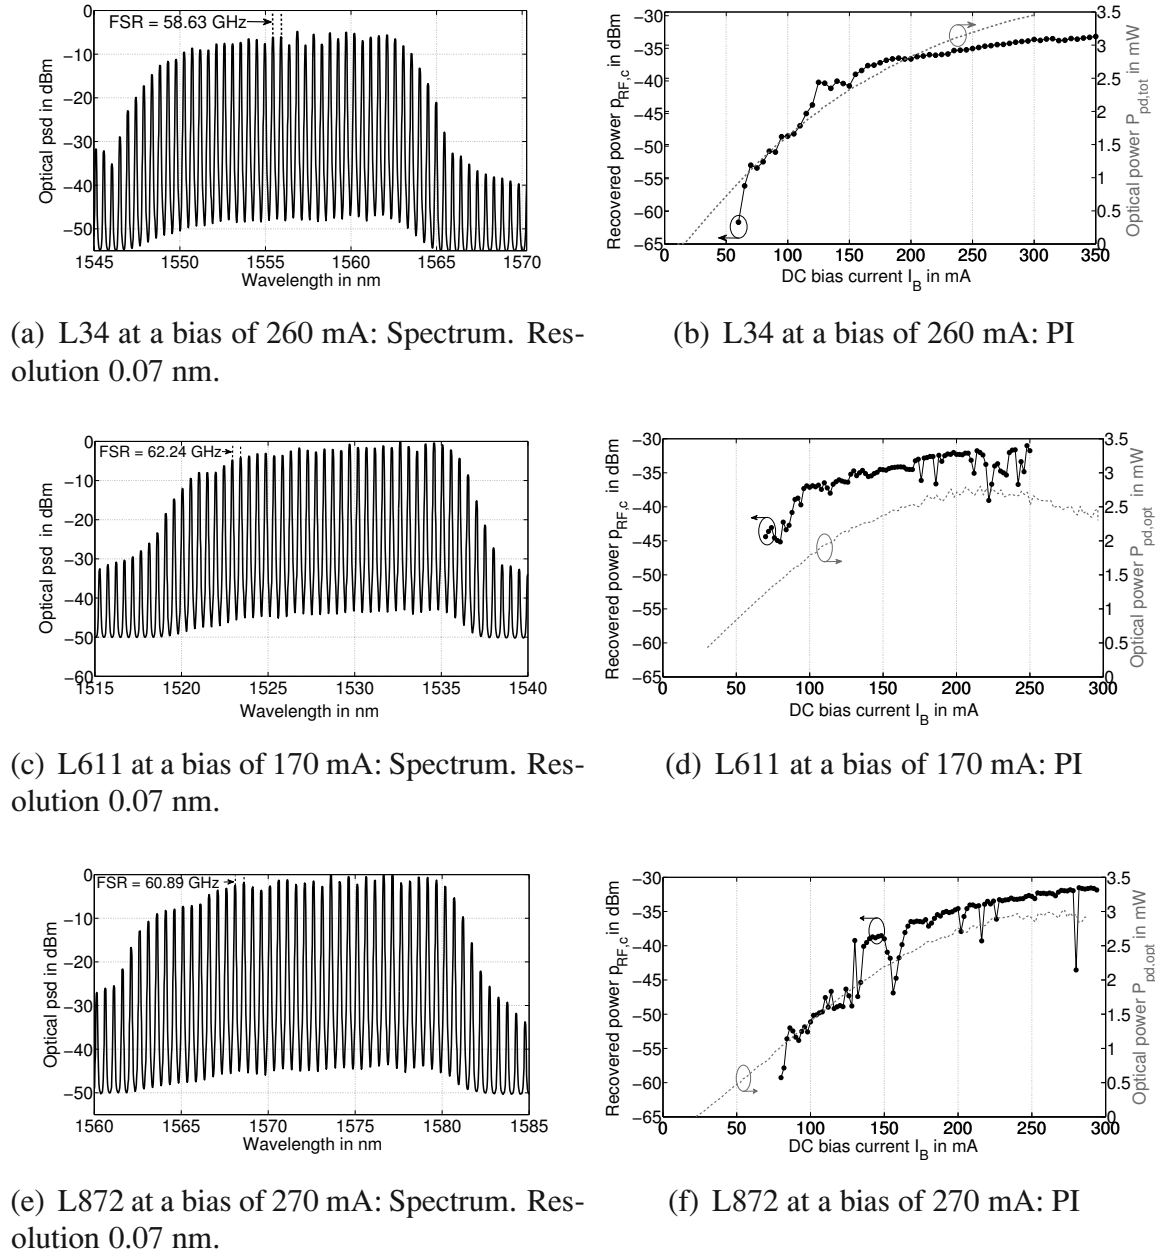 FSR = 58.63 GHz
0
−10
−20
−30
−40
−50
Optical psd in dBm
1545 1550 1555 1560 1565 1570
Wavelength in nm
−30
−35
−40
−45
−50
−55
−60
−65
Recovered power p_RF,c in dBm
3.5
3
2.5
2
1.5
1
0.5
0
Optical power P_pd,tot in mW
0 50 100 150 200 250 300 350
DC bias current I_B in mA
(a) L34 at a bias of 260 mA: Spectrum. Res-
olution 0.07 nm.
(b) L34 at a bias of 260 mA: PI
FSR = 62.24 GHz
0
−10
−20
−30
−40
−50
−60
Optical psd in dBm
1515 1520 1525 1530 1535 1540
Wavelength in nm
−30
−35
−40
−45
−50
−55
−60
−65
Recovered power p_RF,c in dBm
3.5
3
2.5
2
1.5
1
0.5
0
Optical power P_pd,opt in mW
0 50 100 150 200 250 300
DC bias current I_B in mA
(c) L611 at a bias of 170 mA: Spectrum. Res-
olution 0.07 nm.
(d) L611 at a bias of 170 mA: PI
FSR = 60.89 GHz
0
−10
−20
−30
−40
−50
Optical psd in dBm
1560 1565 1570 1575 1580 1585
Wavelength in nm
−30
−35
−40
−45
−50
−55
−60
−65
Recovered power p_RF,c in dBm
3.5
3
2.5
2
1.5
1
0.5
0
Optical power P_pd,opt in mW
0 50 100 150 200 250 300
DC bias current I_B in mA
(e) L872 at a bias of 270 mA: Spectrum. Res-
olution 0.07 nm.
(f) L872 at a bias of 270 mA: PI